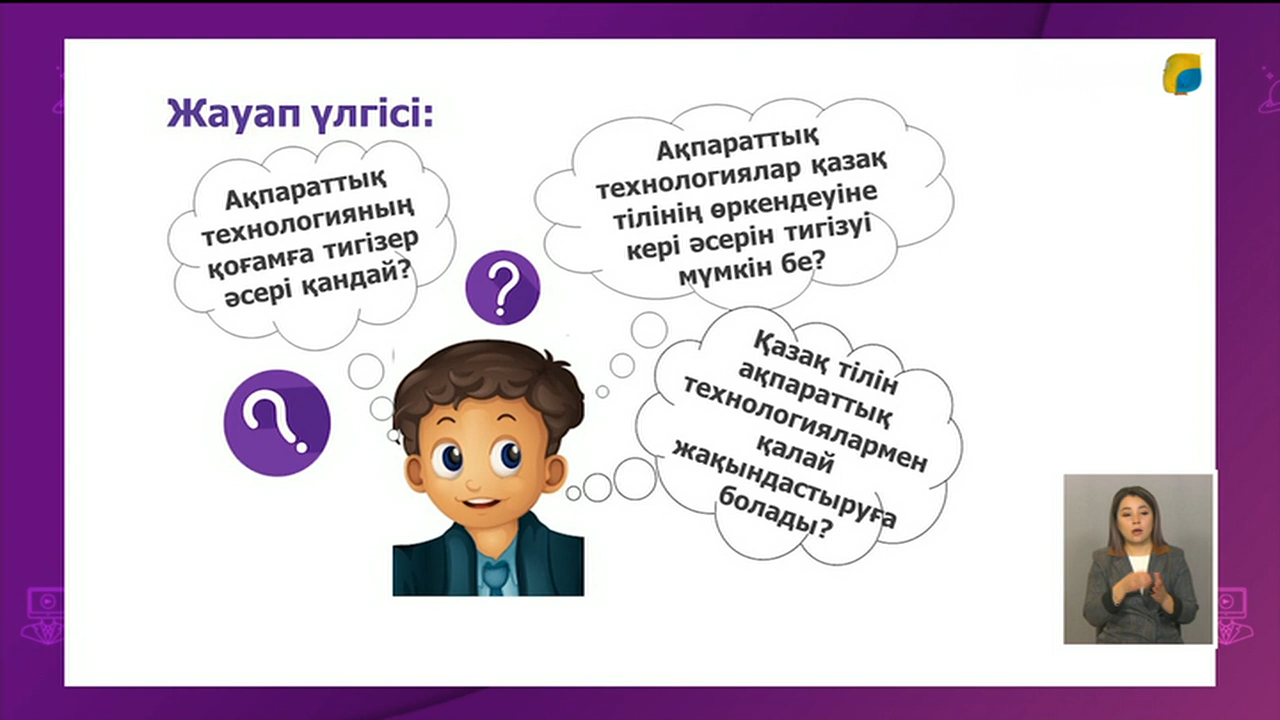 Жауап үлгісі:
Ақпараттық
технологияның
қоғамға тигізер
әсері қандай?
Ақпараттық
технологиялар қазақ
тілінің өркендеуіне
кері әсерін тигізуі
мүмкін бе?
Қазақ тілін
ақпараттық
технологиялармен
қалай
жақындастыруға
болады?